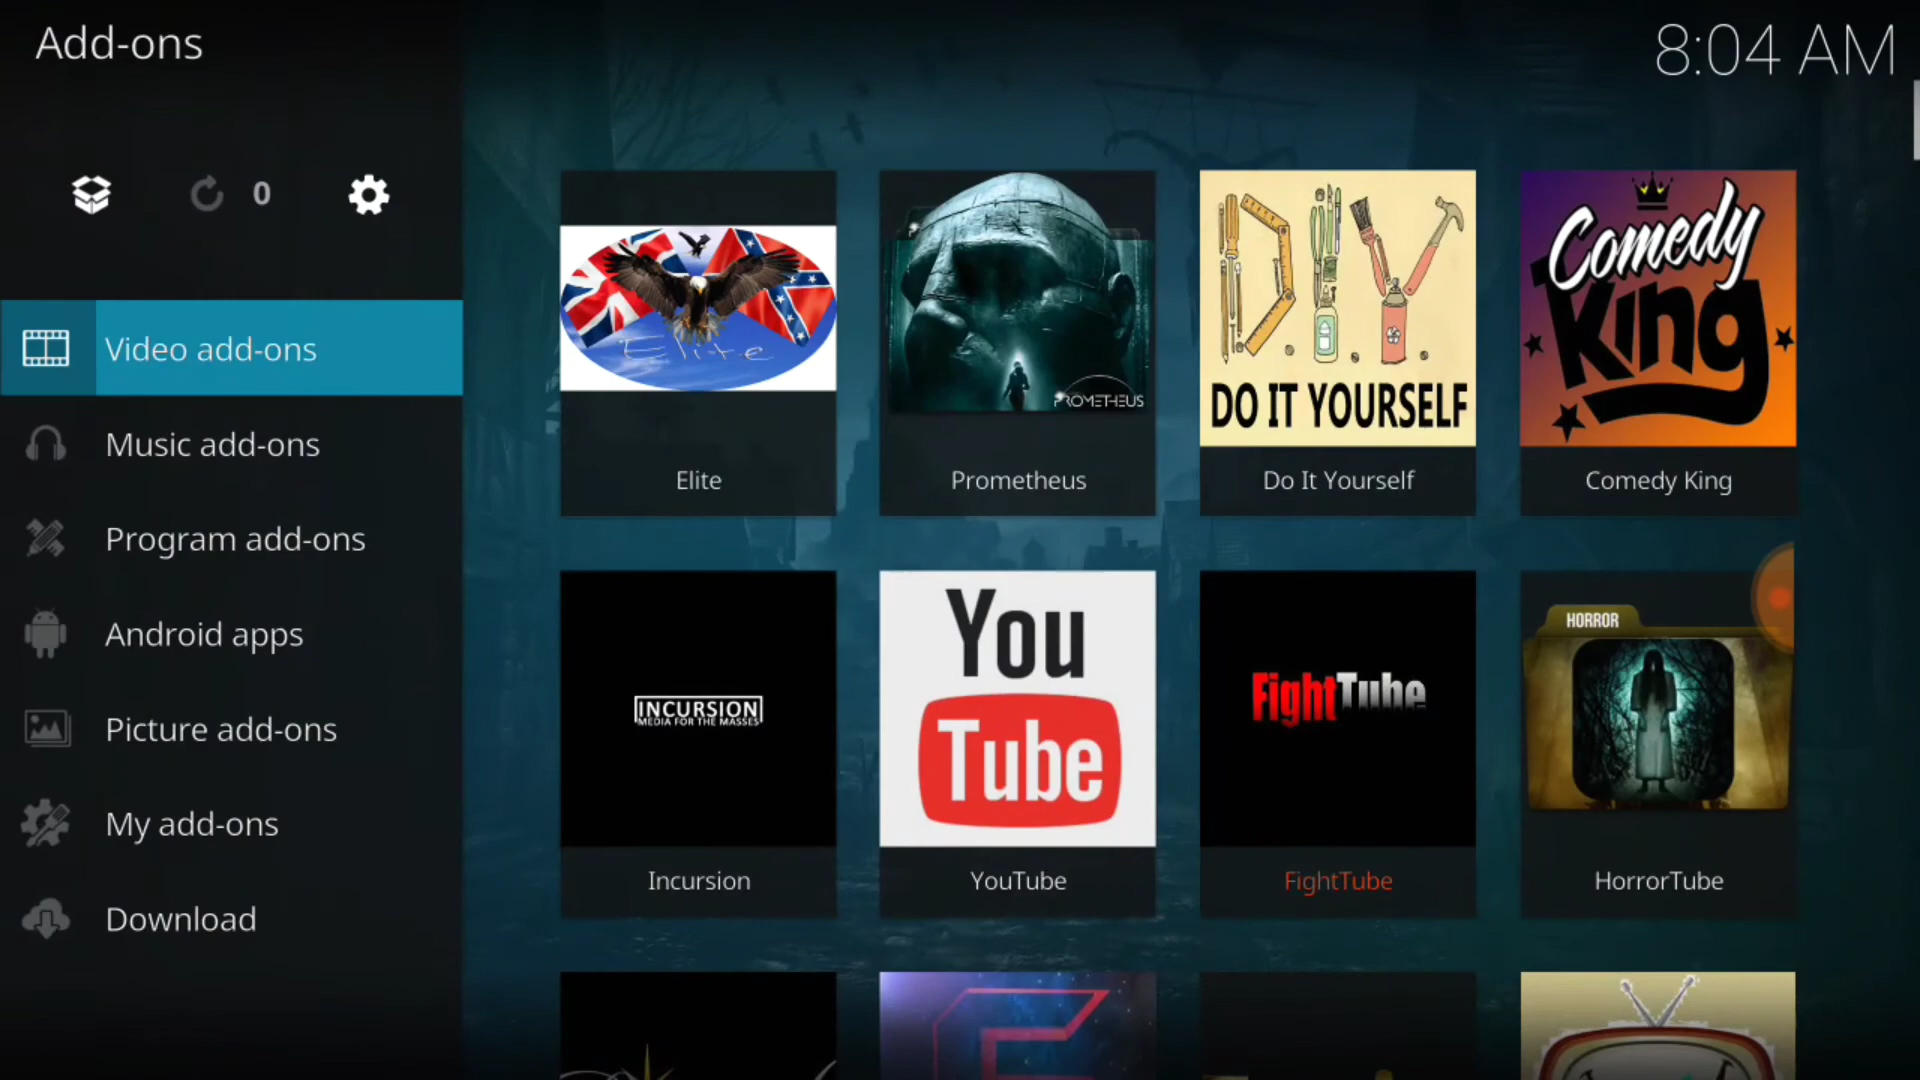 Add-ons
8:04 AM
0
Video add-ons
Music add-ons
Program add-ons
Android apps
Picture add-ons
My add-ons
Download
Elite
Elite
PROMETHEUS
Prometheus
D.I.Y.
DO IT YOURSELF
Do It Yourself
Comedy
King
Comedy King
INCURSION
MEDIA FOR THE MASSES
Incursion
You
Tube
YouTube
FightTube
FightTube
HORROR
HorrorTube